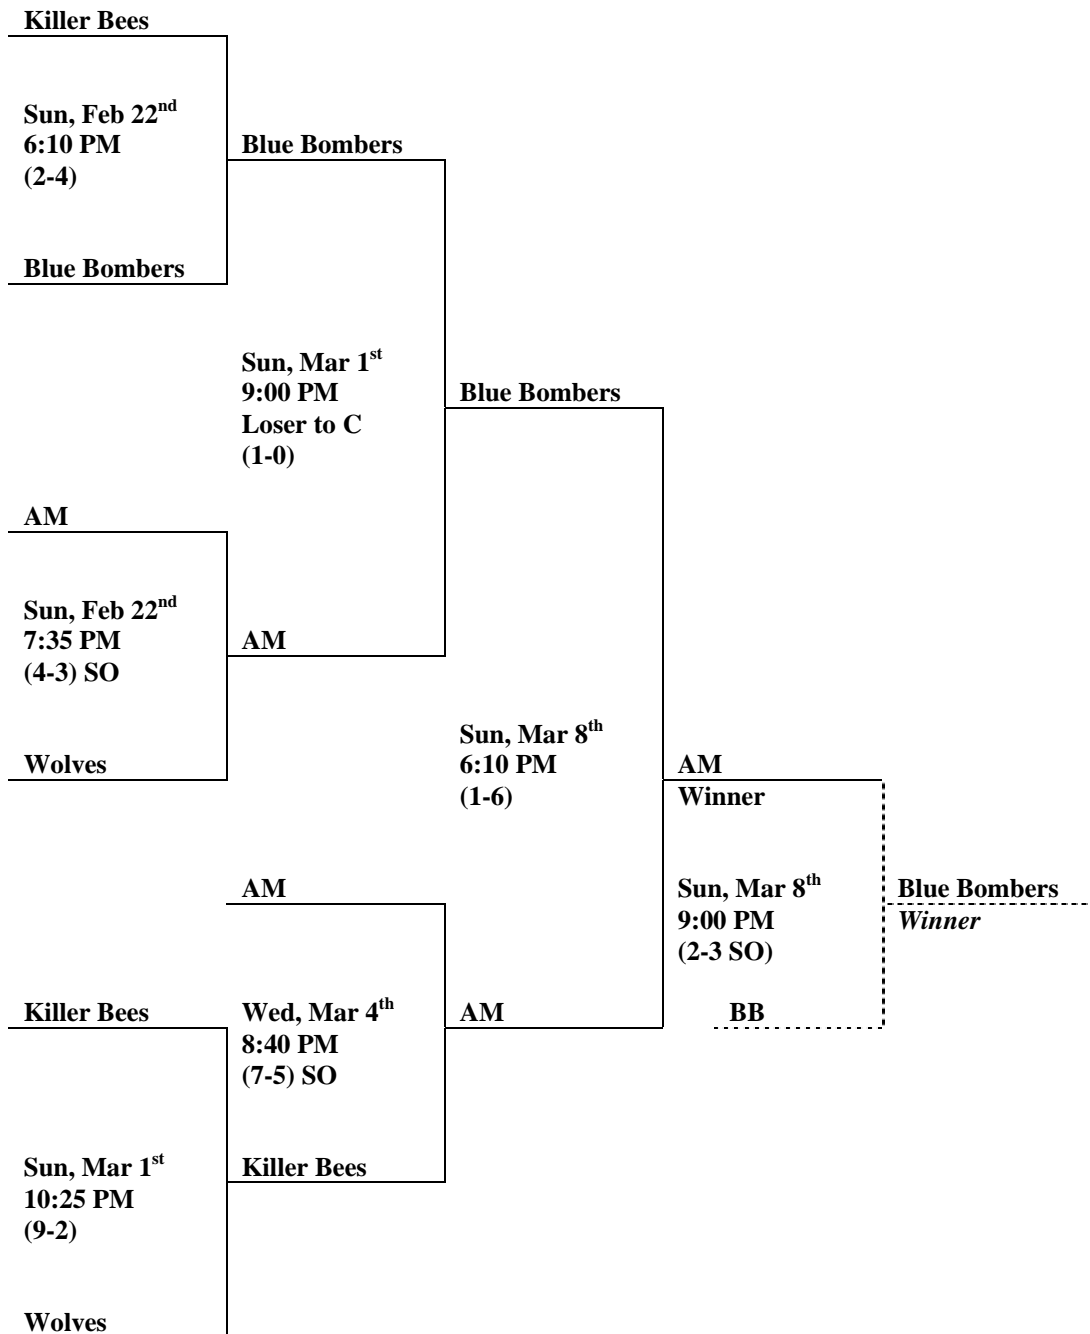 Killer Bees
Sun, Feb 22nd
6:10 PM
(2-4)
Blue Bombers
Blue Bombers
Sun, Mar 1st
9:00 PM
Loser to C
(1-0)
Blue Bombers
AM
Sun, Feb 22nd
7:35 PM
(4-3) SO
AM
Wolves
Sun, Mar 8th
6:10 PM
(1-6)
AM
Winner
AM
Sun, Mar 8th
9:00 PM
(2-3 SO)
Blue Bombers
Winner
Killer Bees
Wed, Mar 4th
8:40 PM
(7-5) SO
AM
BB
Sun, Mar 1st
10:25 PM
(9-2)
Killer Bees
Wolves